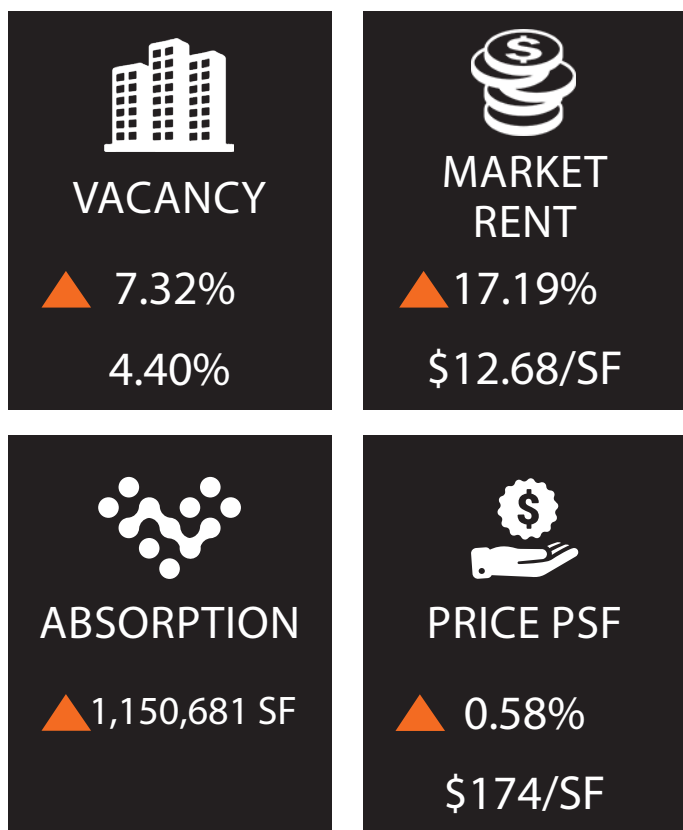 VACANCY
7.32%
4.40%
$
MARKET
RENT
17.19%
$12.68/SF
ABSORPTION
1,150,681 SF
$
PRICE PSF
0.58%
$174/SF